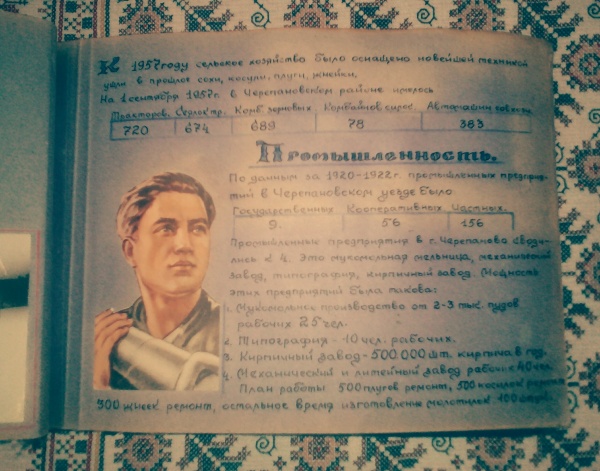 К 1957 году сельское хозяйство было оснащено новейшей техникой
ушли в прошлое сохи, косули, плуги, жнейки.
На 1 сентября 1957г. в Черепановском районе имелось
Тракторов. Сеялок тр. Комб. зерновых Комбайнов силос. Автомашин
720 674 689 78 383
Промышленность.
По данным за 1920-1922г. промышленных предприя-
тий в Черепановском уезде было
Государственных Кооперативных Частных.
9. 56 156
Промышленные предприятия в г. Черепаново своди-
лись к 4. Это мукомольная мельница, механический
завод, типография, кирпичный завод. Мощность
этих предприятий была такова:
1. Мукомольное производство от 2-3 тыс. пудов
рабочих 25 чел.
2. Типография - 10 чел. рабочих.
3. Кирпичный завод - 500 000 шт. кирпича в год.
4. Механический и литейный завод рабочих 40 чел.
План работы 500 плугов ремонт, 500 косилок ремонт
300 жнеек ремонт, остальное время изготовление молотилок 100